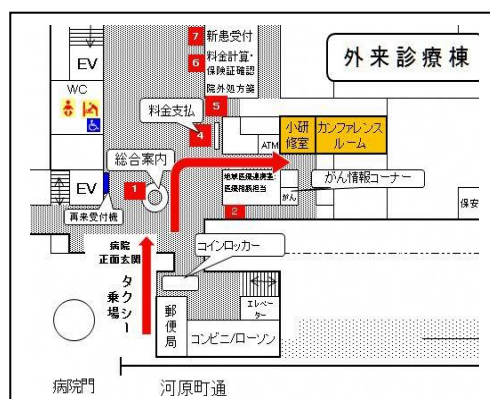 外来診療棟
7
新患受付
6
料金計算・
保険証確認
院外処方箋
5
EV
WC
料金支払
4
ATM
小研
修室
カンファレンス
ルーム
総合案内
1
地域医療連携室:
医療相談担当
がん
がん情報コーナー
EV
再来受付機
2
保安
病院
正面玄関
コインロッカー
タクシー
乗場
郵便局
エレベーター
コンビニ/ローソン
病院門
河原町通